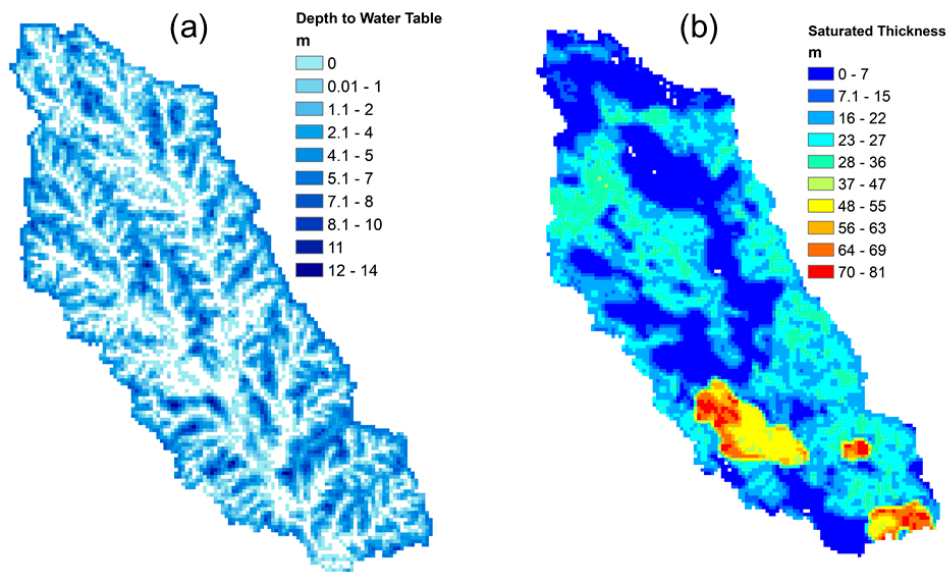 (a)
Depth to Water Table
m
0
0.01 - 1
1.1 - 2
2.1 - 4
4.1 - 5
5.1 - 7
7.1 - 8
8.1 - 10
11
12 - 14
(b)
Saturated Thickness
m
0 - 7
7.1 - 15
16 - 22
23 - 27
28 - 36
37 - 47
48 - 55
56 - 63
64 - 69
70 - 81